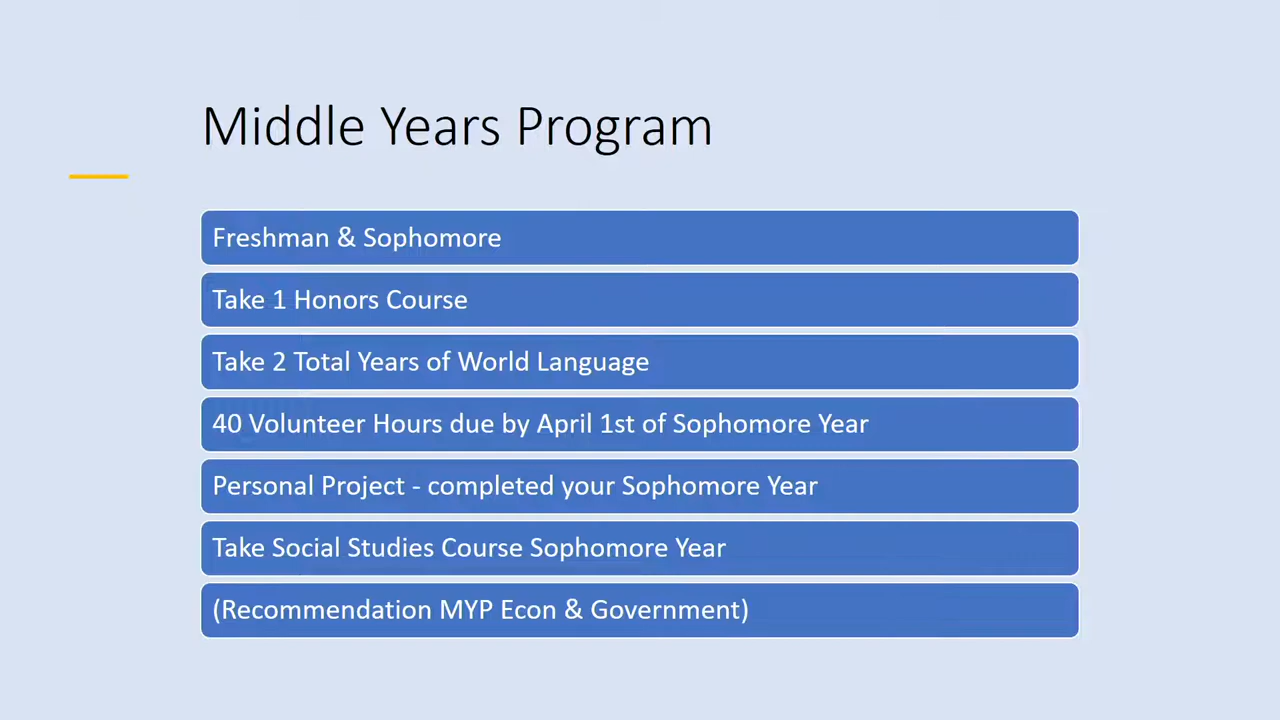 Middle Years Program
Freshman & Sophomore
Take 1 Honors Course
Take 2 Total Years of World Language
40 Volunteer Hours due by April 1st of Sophomore Year
Personal Project - completed your Sophomore Year
Take Social Studies Course Sophomore Year
(Recommendation MYP Econ & Government)